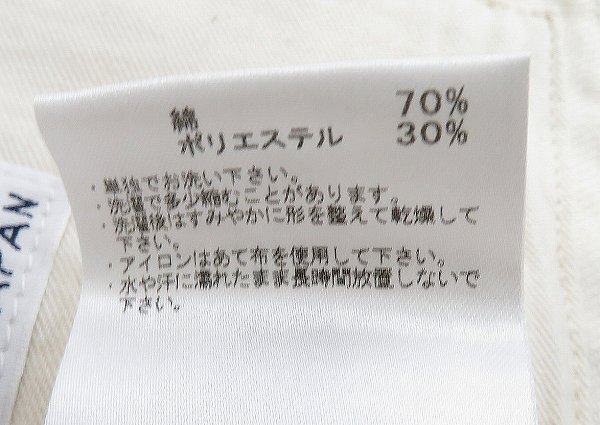 綿 70%
ポリエステル 30%
・単独でお洗い下さい。
・洗濯で多少縮むことがあります。
・洗濯後はすみやかに形を整えて乾燥して
下さい。
・アイロンはあて布を使用して下さい。
・水や汗に濡れたまま長時間放置しないで
下さい。
APAN